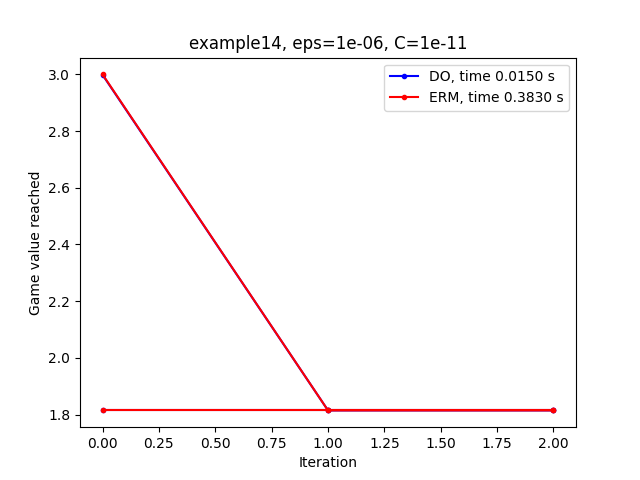 example14, eps=1e-06, C=1e-11
DO, time 0.0150 s
ERM, time 0.3830 s
Game value reached
3.0
2.8
2.6
2.4
2.2
2.0
1.8
0.00 0.25 0.50 0.75 1.00 1.25 1.50 1.75 2.00
Iteration